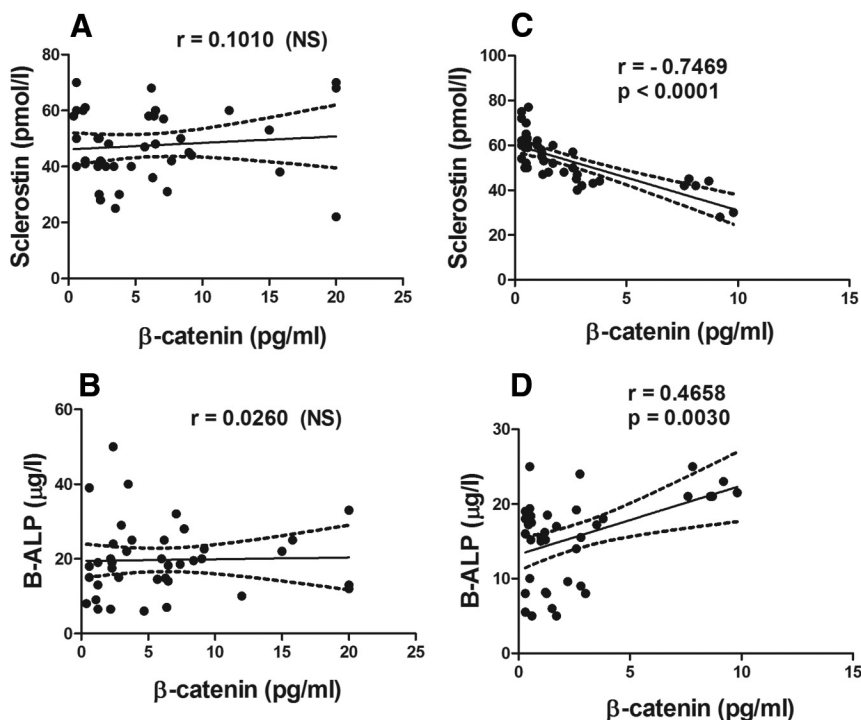 A
r = 0.1010 (NS)
Sclerostin (pmol/l)
80
60
40
20
0
0 5 10 15 20 25
β-catenin (pg/ml)
C
r = - 0.7469
p < 0.0001
Sclerostin (pmol/l)
100
80
60
40
20
0
0 5 10 15
β-catenin (pg/ml)
B
r = 0.0260 (NS)
B-ALP (µg/l)
60
40
20
0
0 5 10 15 20 25
β-catenin (pg/ml)
D
r = 0.4658
p = 0.0030
B-ALP (µg/l)
30
20
10
0
0 5 10 15
β-catenin (pg/ml)